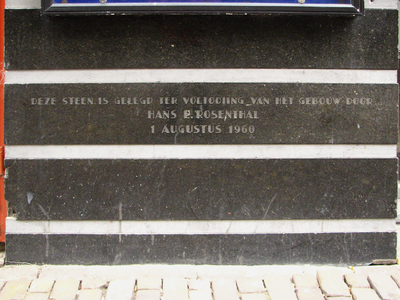 DEZE STEEN IS GELEGD TER VOLTOOIING VAN HET GEBOUW DOOR
HANS P. ROSENTHAL
1 AUGUSTUS 1960